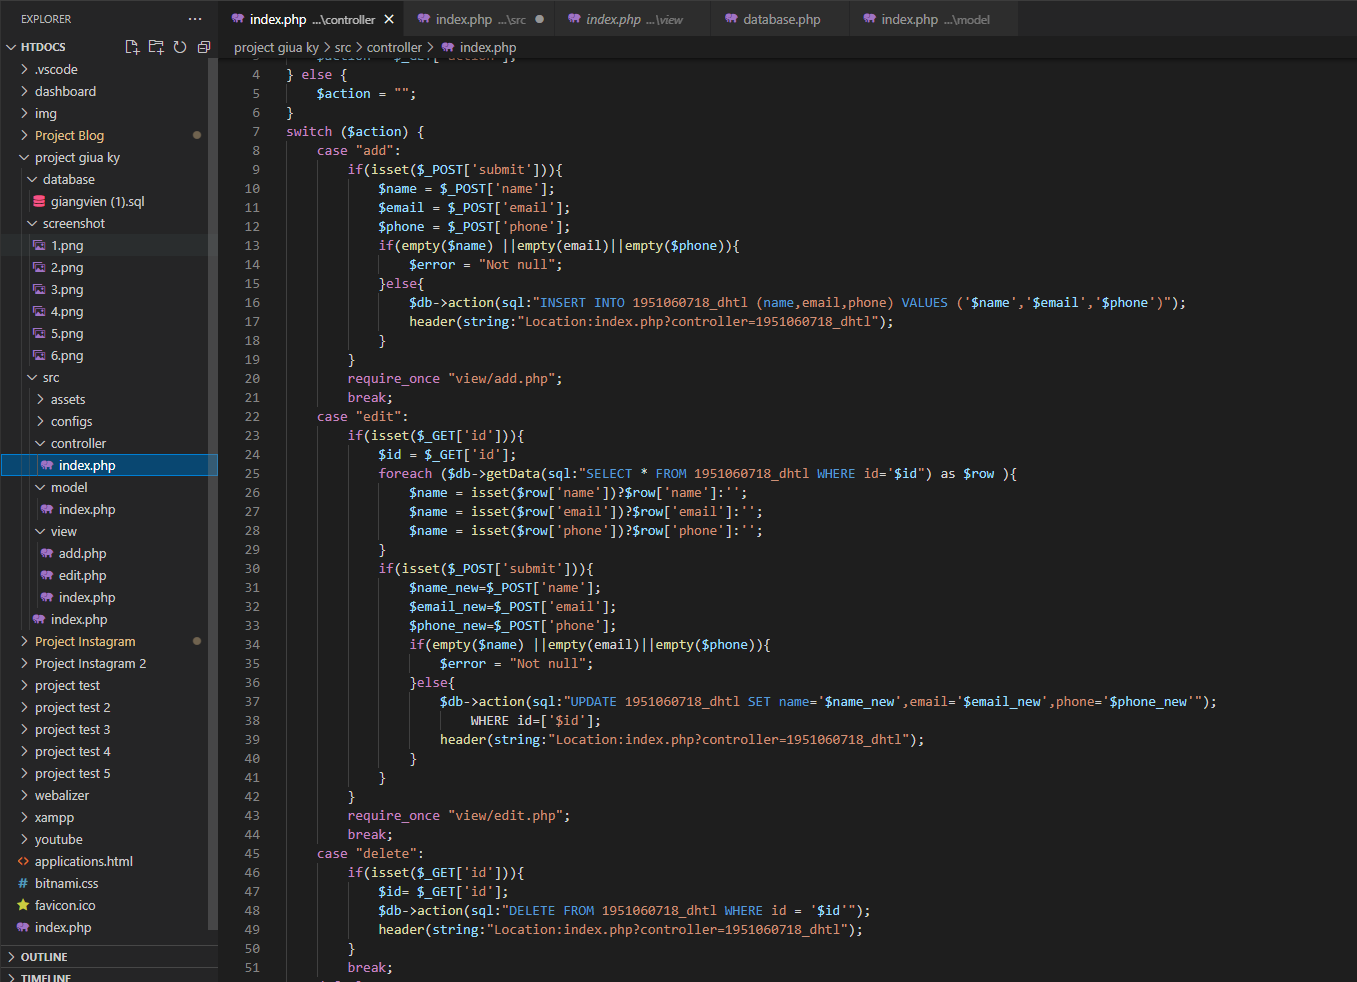 EXPLORER
HTDOCS
.vscode
dashboard
img
Project Blog
project giua ky
database
giangvien (1).sql
screenshot
1.png
2.png
3.png
4.png
5.png
6.png
src
assets
configs
controller
index.php
model
index.php
view
add.php
edit.php
index.php
index.php
Project Instagram
Project Instagram 2
project test
project test 2
project test 3
project test 4
project test 5
webalizer
xampp
youtube
applications.html
bitnami.css
favicon.ico
index.php
OUTLINE
TIMELINE
index.php ...\controller index.php ...\src index.php ...\view database.php index.php ...\model
project giua ky > src > controller > index.php
4 } else {
5 $action = "";
6 }
7 switch ($action) {
8 case "add":
9 if(isset($_POST['submit'])){
10 $name = $_POST['name'];
11 $email = $_POST['email'];
12 $phone = $_POST['phone'];
13 if(empty($name) ||empty(email)||empty($phone)){
14 $error = "Not null";
15 }else{
16 $db->action(sql:"INSERT INTO 1951060718_dhtl (name,email,phone) VALUES ('$name','$email','$phone')");
17 header(string:"Location:index.php?controller=1951060718_dhtl");
18 }
19 }
20 require_once "view/add.php";
21 break;
22 case "edit":
23 if(isset($_GET['id'])){
24 $id = $_GET['id'];
25 foreach ($db->getData(sql:"SELECT * FROM 1951060718_dhtl WHERE id='$id") as $row ){
26 $name = isset($row['name'])?$row['name']:'';
27 $name = isset($row['email'])?$row['email']:'';
28 $name = isset($row['phone'])?$row['phone']:'';
29 }
30 if(isset($_POST['submit'])){
31 $name_new=$_POST['name'];
32 $email_new=$_POST['email'];
33 $phone_new=$_POST['phone'];
34 if(empty($name) ||empty(email)||empty($phone)){
35 $error = "Not null";
36 }else{
37 $db->action(sql:"UPDATE 1951060718_dhtl SET name='$name_new',email='$email_new',phone='$phone_new'");
38 WHERE id=['$id'];
39 header(string:"Location:index.php?controller=1951060718_dhtl");
40 }
41 }
42 }
43 require_once "view/edit.php";
44 break;
45 case "delete":
46 if(isset($_GET['id'])){
47 $id= $_GET['id'];
48 $db->action(sql:"DELETE FROM 1951060718_dhtl WHERE id = '$id'");
49 header(string:"Location:index.php?controller=1951060718_dhtl");
50 }
51 break;